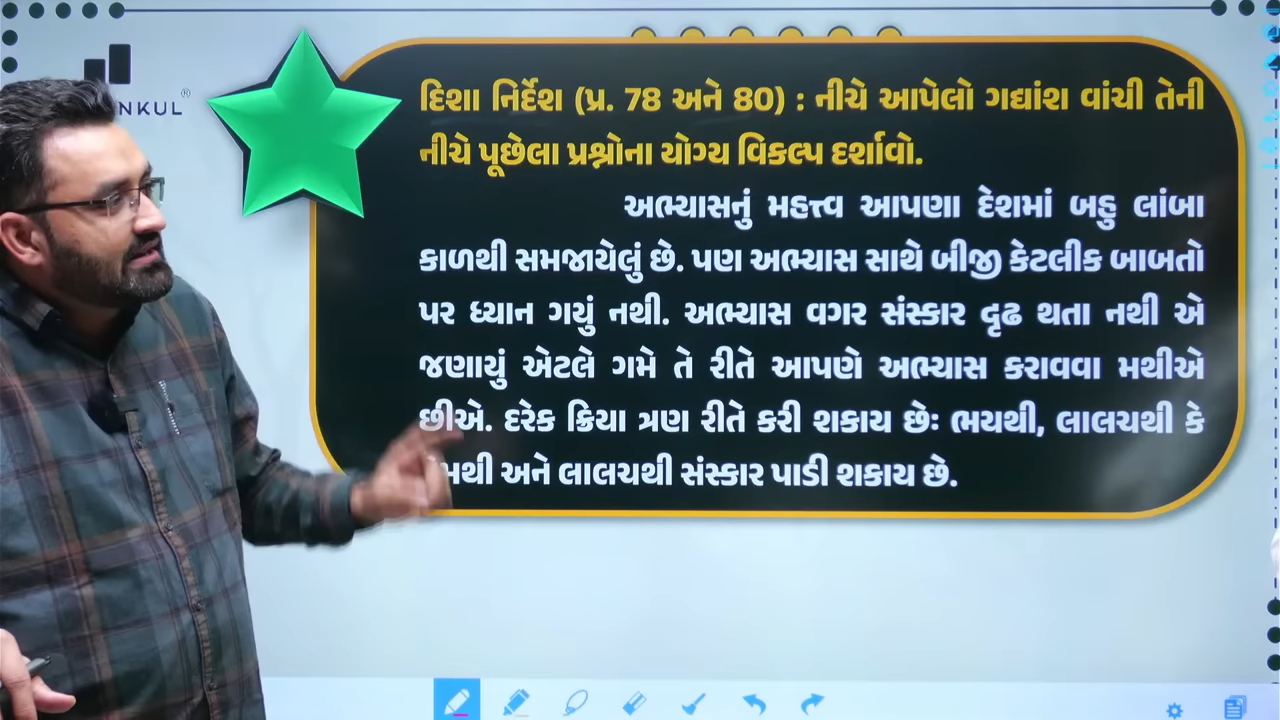 NKUL®
દિશા નિર્દેશ (પ્ર. 78 અને 80) : નીચે આપેલો ગદ્યાંશ વાંચી તેની
નીચે પૂછેલા પ્રશ્નોના યોગ્ય વિકલ્પ દર્શાવો.
અભ્યાસનું મહત્ત્વ આપણા દેશમાં બહુ લાંબા
કાળથી સમજાયેલું છે. પણ અભ્યાસ સાથે બીજી કેટલીક બાબતો
પર ધ્યાન ગયું નથી. અભ્યાસ વગર સંસ્કાર દૃઢ થતા નથી એ
જણાયું એટલે ગમે તે રીતે આપણે અભ્યાસ કરાવવા મથીએ
છીએ. દરેક ક્રિયા ત્રણ રીતે કરી શકાય છેઃ ભયથી, લાલચથી કે
અને લાલચથી સંસ્કાર પાડી શકાય છે.